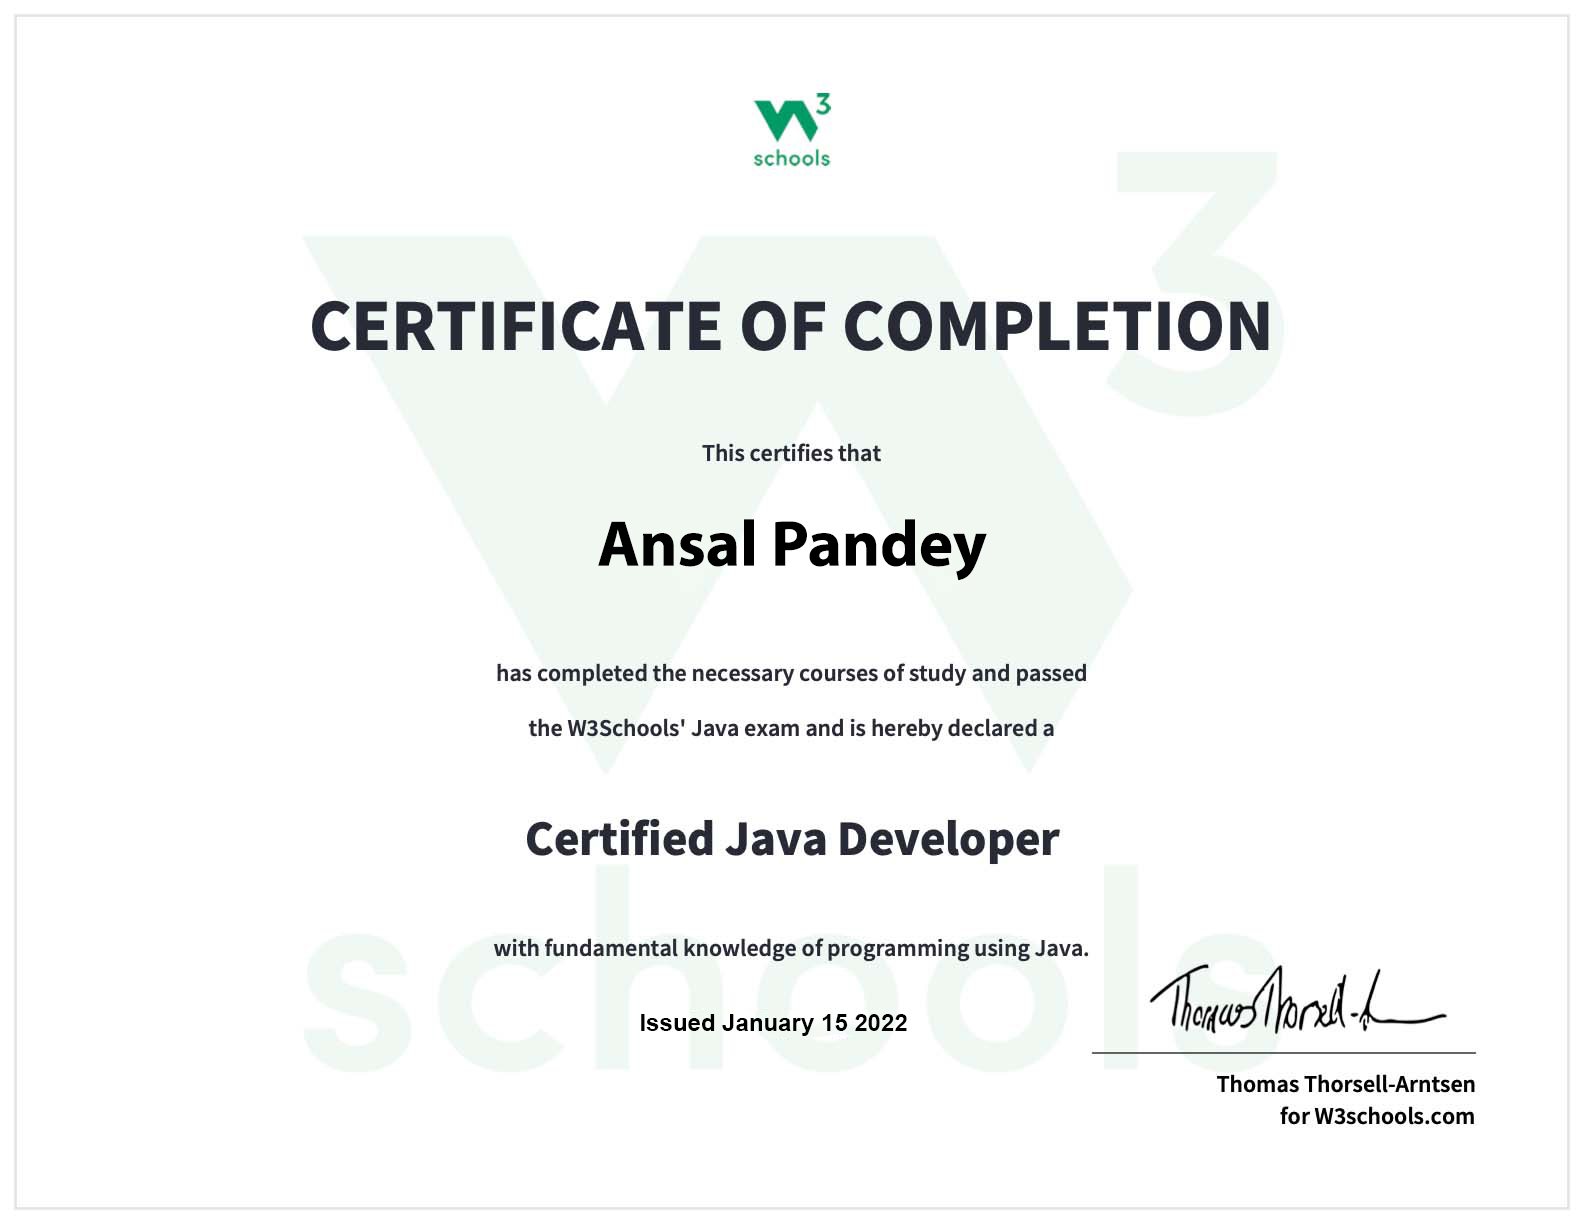 W3
schools
CERTIFICATE OF COMPLETION
This certifies that
Ansal Pandey
has completed the necessary courses of study and passed
the W3Schools' Java exam and is hereby declared a
Certified Java Developer
with fundamental knowledge of programming using Java.
Issued January 15 2022
Thomas Thorsell-A
Thomas Thorsell-Arntsen
for W3schools.com
W3
schools